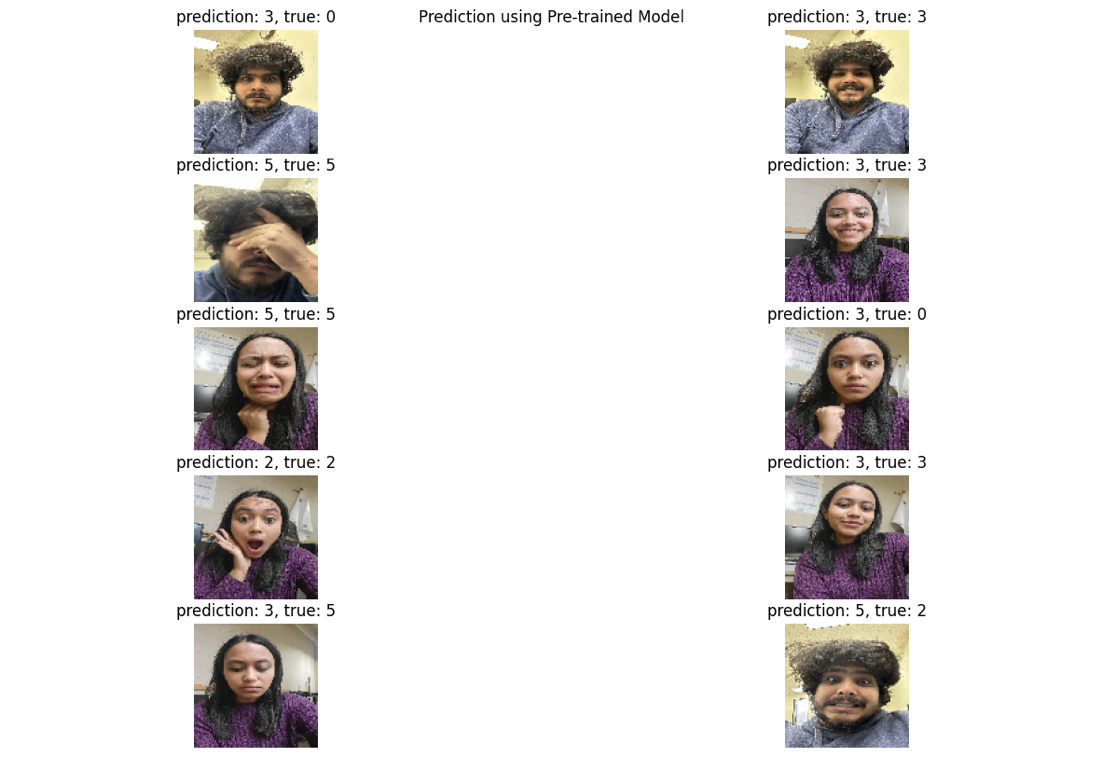 Prediction using Pre-trained Model
prediction: 3, true: 0
prediction: 3, true: 3
prediction: 5, true: 5
prediction: 3, true: 3
prediction: 5, true: 5
prediction: 3, true: 0
prediction: 2, true: 2
prediction: 3, true: 3
prediction: 3, true: 5
prediction: 5, true: 2